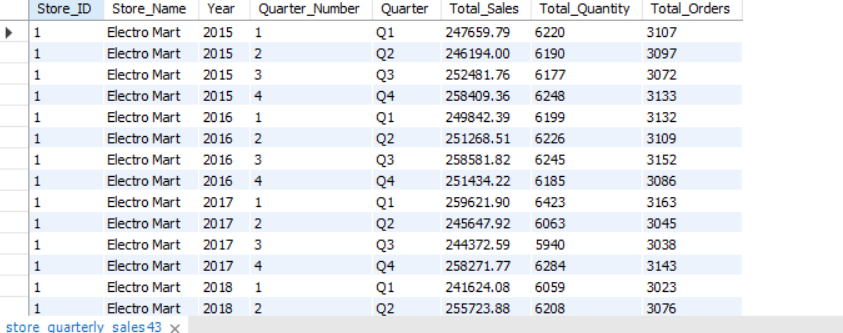 Store_ID Store_Name Year Quarter_Number Quarter Total_Sales Total_Quantity Total_Orders
1 Electro Mart 2015 1 Q1 247659.79 6220 3107
1 Electro Mart 2015 2 Q2 246194.00 6190 3097
1 Electro Mart 2015 3 Q3 252481.76 6177 3072
1 Electro Mart 2015 4 Q4 258409.36 6248 3133
1 Electro Mart 2016 1 Q1 249842.39 6199 3132
1 Electro Mart 2016 2 Q2 251268.51 6226 3109
1 Electro Mart 2016 3 Q3 258581.82 6245 3152
1 Electro Mart 2016 4 Q4 251434.22 6185 3086
1 Electro Mart 2017 1 Q1 259621.90 6423 3163
1 Electro Mart 2017 2 Q2 245647.92 6063 3045
1 Electro Mart 2017 3 Q3 244372.59 5940 3038
1 Electro Mart 2017 4 Q4 258271.77 6284 3143
1 Electro Mart 2018 1 Q1 241624.08 6059 3023
1 Electro Mart 2018 2 Q2 255723.88 6208 3076
store_quarterly_sales43 ×